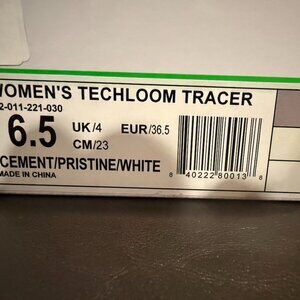 WOMEN'S TECHLOOM TRACER
2-011-221-030
6.5 UK/4 EUR/36.5
CM/23
CEMENT/PRISTINE/WHITE
MADE IN CHINA
8 40222 80013 8